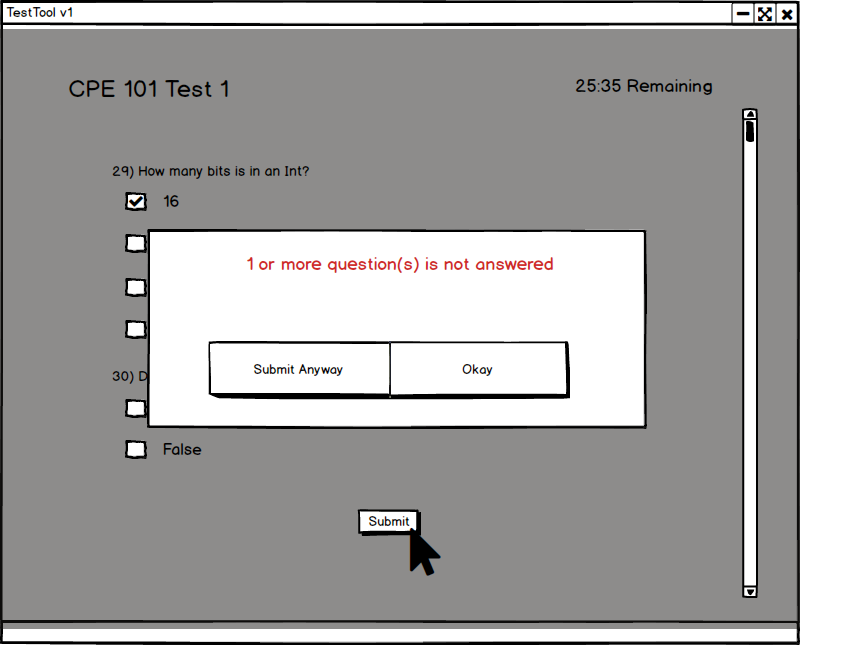 TestTool v1
CPE 101 Test 1
25:35 Remaining
29) How many bits is in an Int?
16
1 or more question(s) is not answered
Submit Anyway
Okay
30) D
False
Submit